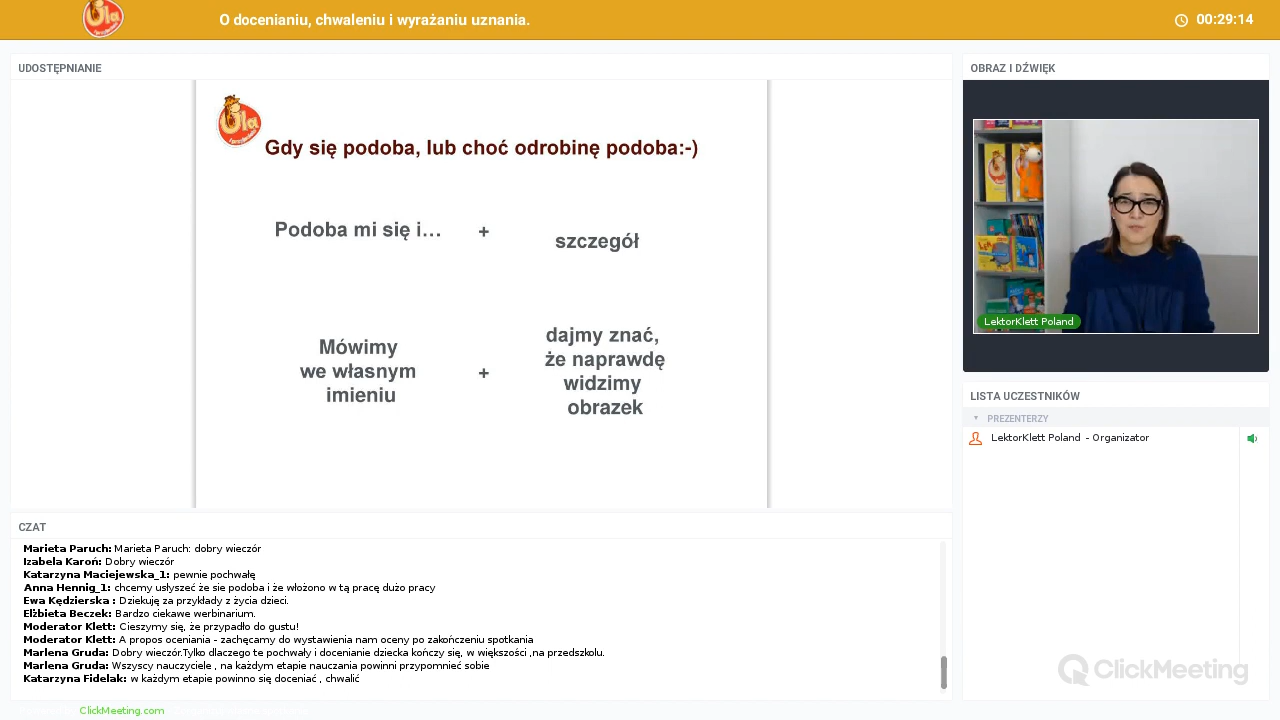 Ula
O docenianiu, chwaleniu i wyrażaniu uznania.
00:29:14
UDOSTĘPNIANIE
Ula
Gdy się podoba, lub choć odrobinę podoba:-)
Podoba mi się i... + szczegół
Mówimy
we własnym
imieniu
+
dajmy znać,
że naprawdę
widzimy
obrazek
OBRAZ I DŹWIĘK
LektorKlett Poland
LISTA UCZESTNIKÓW
PREZENTERZY
LektorKlett Poland - Organizator
CZAT
Marieta Paruch: Marieta Paruch: dobry wieczór
Izabela Karoń: Dobry wieczór
Katarzyna Maciejewska_1: pewnie pochwałę
Anna Hennig_1: chcemy usłyszeć że sie podoba i że włożono w tą pracę dużo pracy
Ewa Kędzierska : Dziekuję za przykłady z życia dzieci.
Elżbieta Beczek: Bardzo ciekawe werbinarium.
Moderator Klett: Cieszymy się, że przypadło do gustu!
Moderator Klett: A propos oceniania - zachęcamy do wystawienia nam oceny po zakończeniu spotkania
Marlena Gruda: Dobry wieczór.Tylko dlaczego te pochwały i docenianie dziecka kończy się, w większości ,na przedszkolu.
Marlena Gruda: Wszyscy nauczyciele , na każdym etapie nauczania powinni przypomnieć sobie
Katarzyna Fidelak: w każdym etapie powinno się doceniać , chwalić
ClickMeeting
ClickMeeting.com